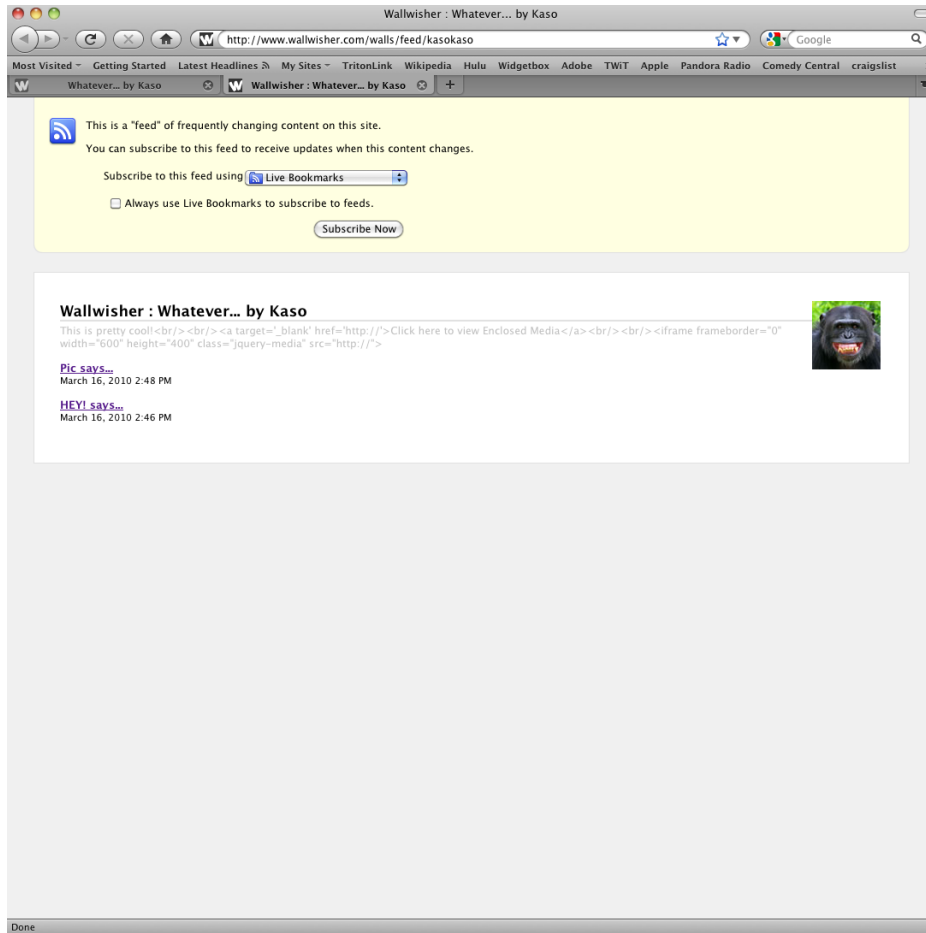 Wallwisher : Whatever... by Kaso
http://www.wallwisher.com/walls/feed/kasokaso
Google
Most Visited Getting Started Latest Headlines My Sites TritonLink Wikipedia Hulu Widgetbox Adobe TWiT Apple Pandora Radio Comedy Central craigslist
W Whatever... by Kaso W Wallwisher : Whatever... by Kaso +
This is a "feed" of frequently changing content on this site.
You can subscribe to this feed to receive updates when this content changes.
Subscribe to this feed using Live Bookmarks
Always use Live Bookmarks to subscribe to feeds.
Subscribe Now
Wallwisher : Whatever... by Kaso
This is pretty cool!<br/><br/><a target='_blank' href='http://'>Click here to view Enclosed Media</a><br/><br/><iframe frameborder="0"
width="600" height="400" class="jquery-media" src="http://">
Pic says...
March 16, 2010 2:48 PM
HEY! says...
March 16, 2010 2:46 PM
Done